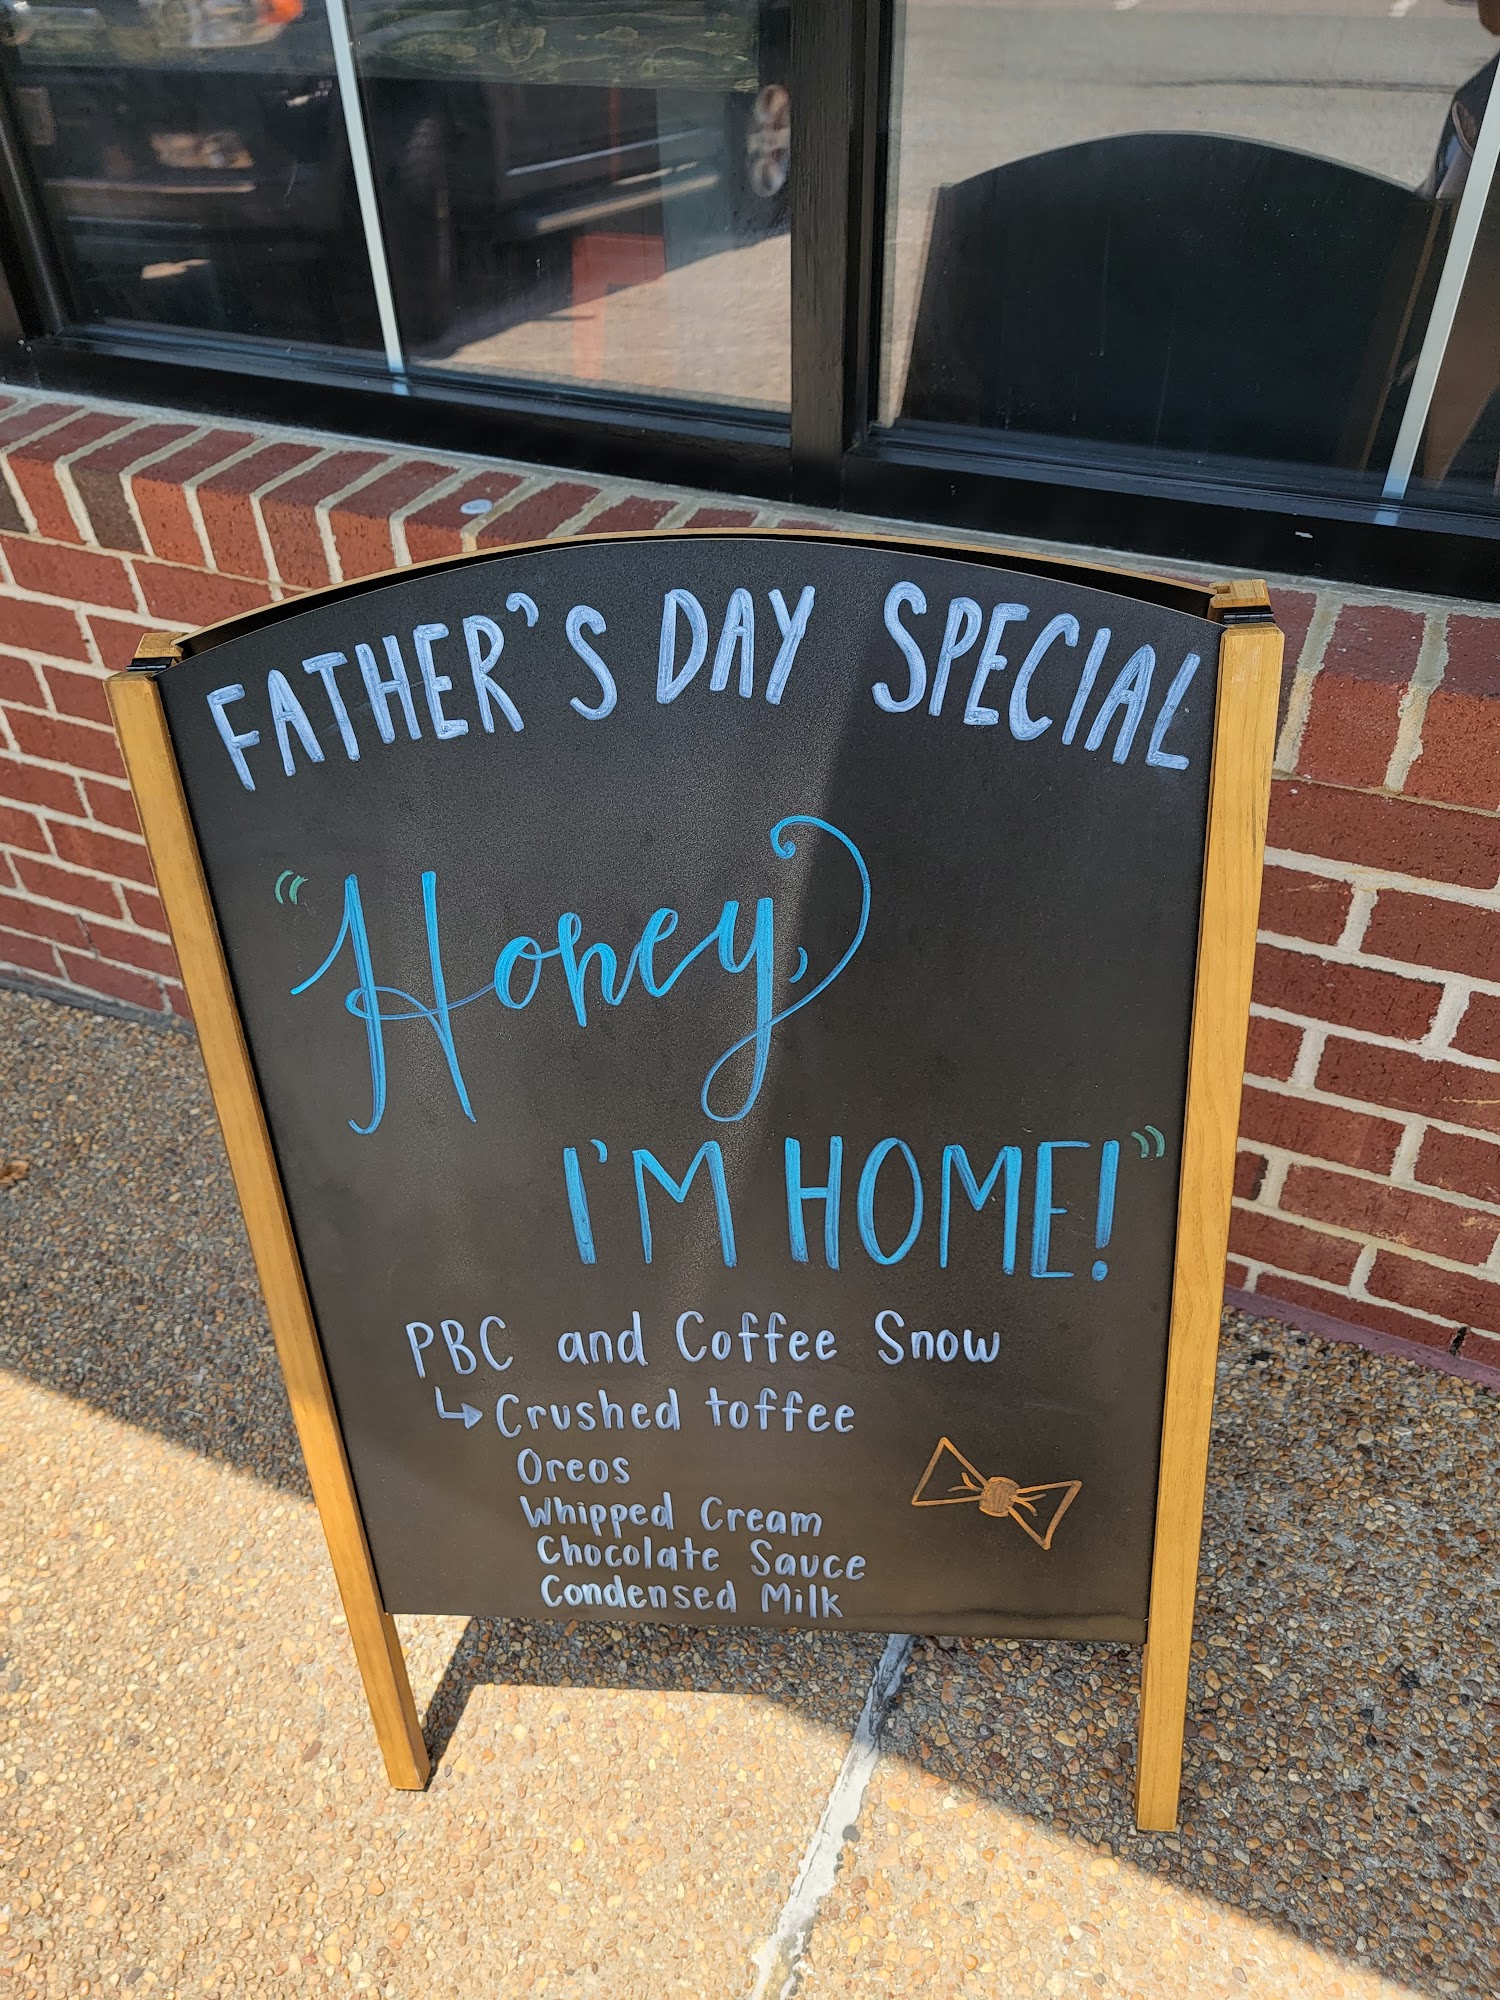 FATHER'S DAY SPECIAL
"Honey,
I'M HOME!"
PBC and Coffee Snow
↳ Crushed toffee
Oreos
Whipped Cream
Chocolate Sauce
Condensed Milk